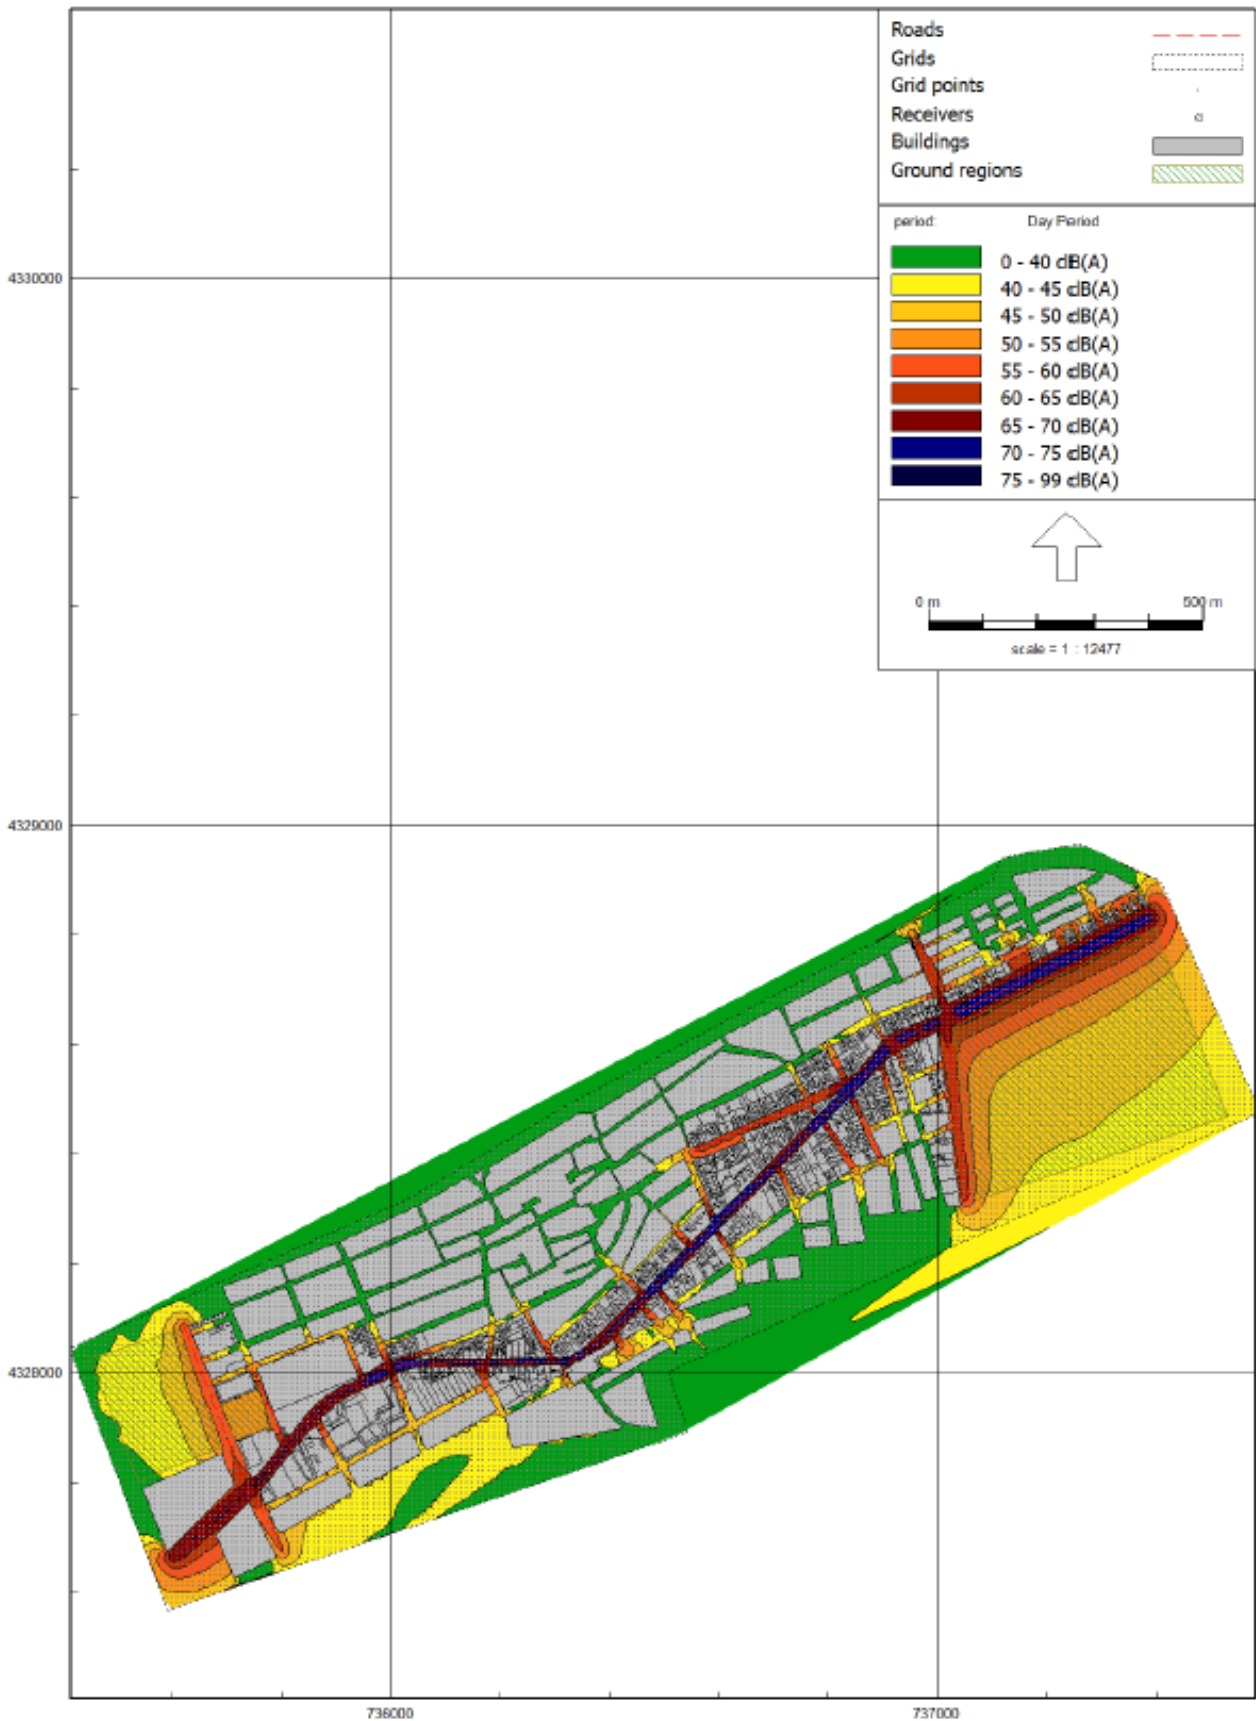 Roads
Grids
Grid points
Receivers
Buildings
Ground regions
period: Day Period
0 - 40 dB(A)
40 - 45 dB(A)
45 - 50 dB(A)
50 - 55 dB(A)
55 - 60 dB(A)
60 - 65 dB(A)
65 - 70 dB(A)
70 - 75 dB(A)
75 - 99 dB(A)
0 m 500 m
scale = 1 : 12477
4330000
4329000
4328000
736000 737000